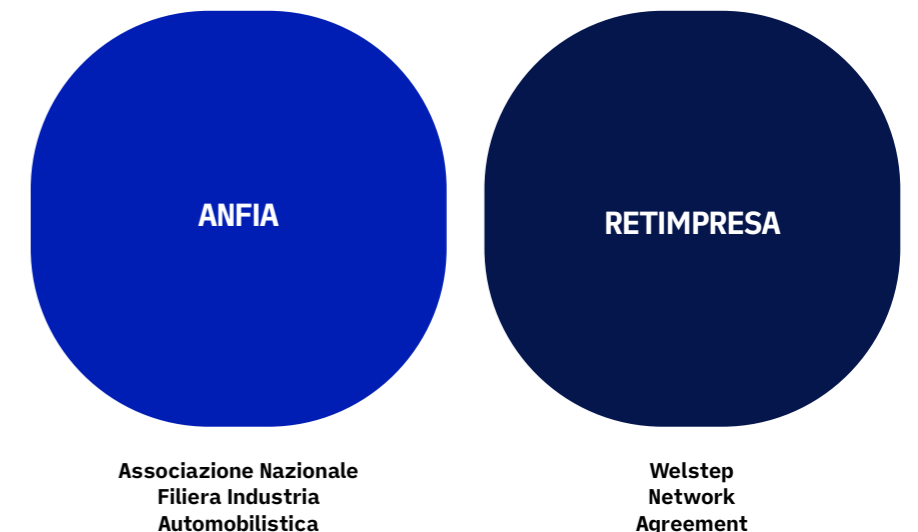 ANFIA
RETIMPRESA
Associazione Nazionale
Filiera Industria
Automobilistica
Welstep
Network
Agreement